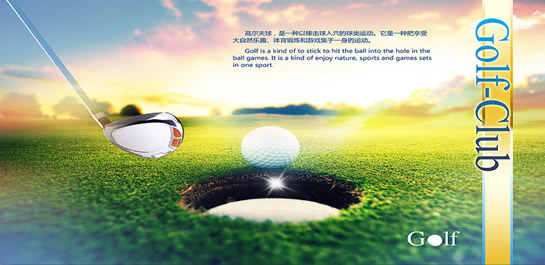 高尔夫球，是一种以棒击球入穴的球类运动。它是一种把享受
大自然乐趣、体育锻炼和游戏集于一身的运动。
Golf is a kind of to stick to hit the ball into the hole in the
ball games. It is a kind of enjoy nature, sports and games sets
in one sport.
Golf-Club
Golf